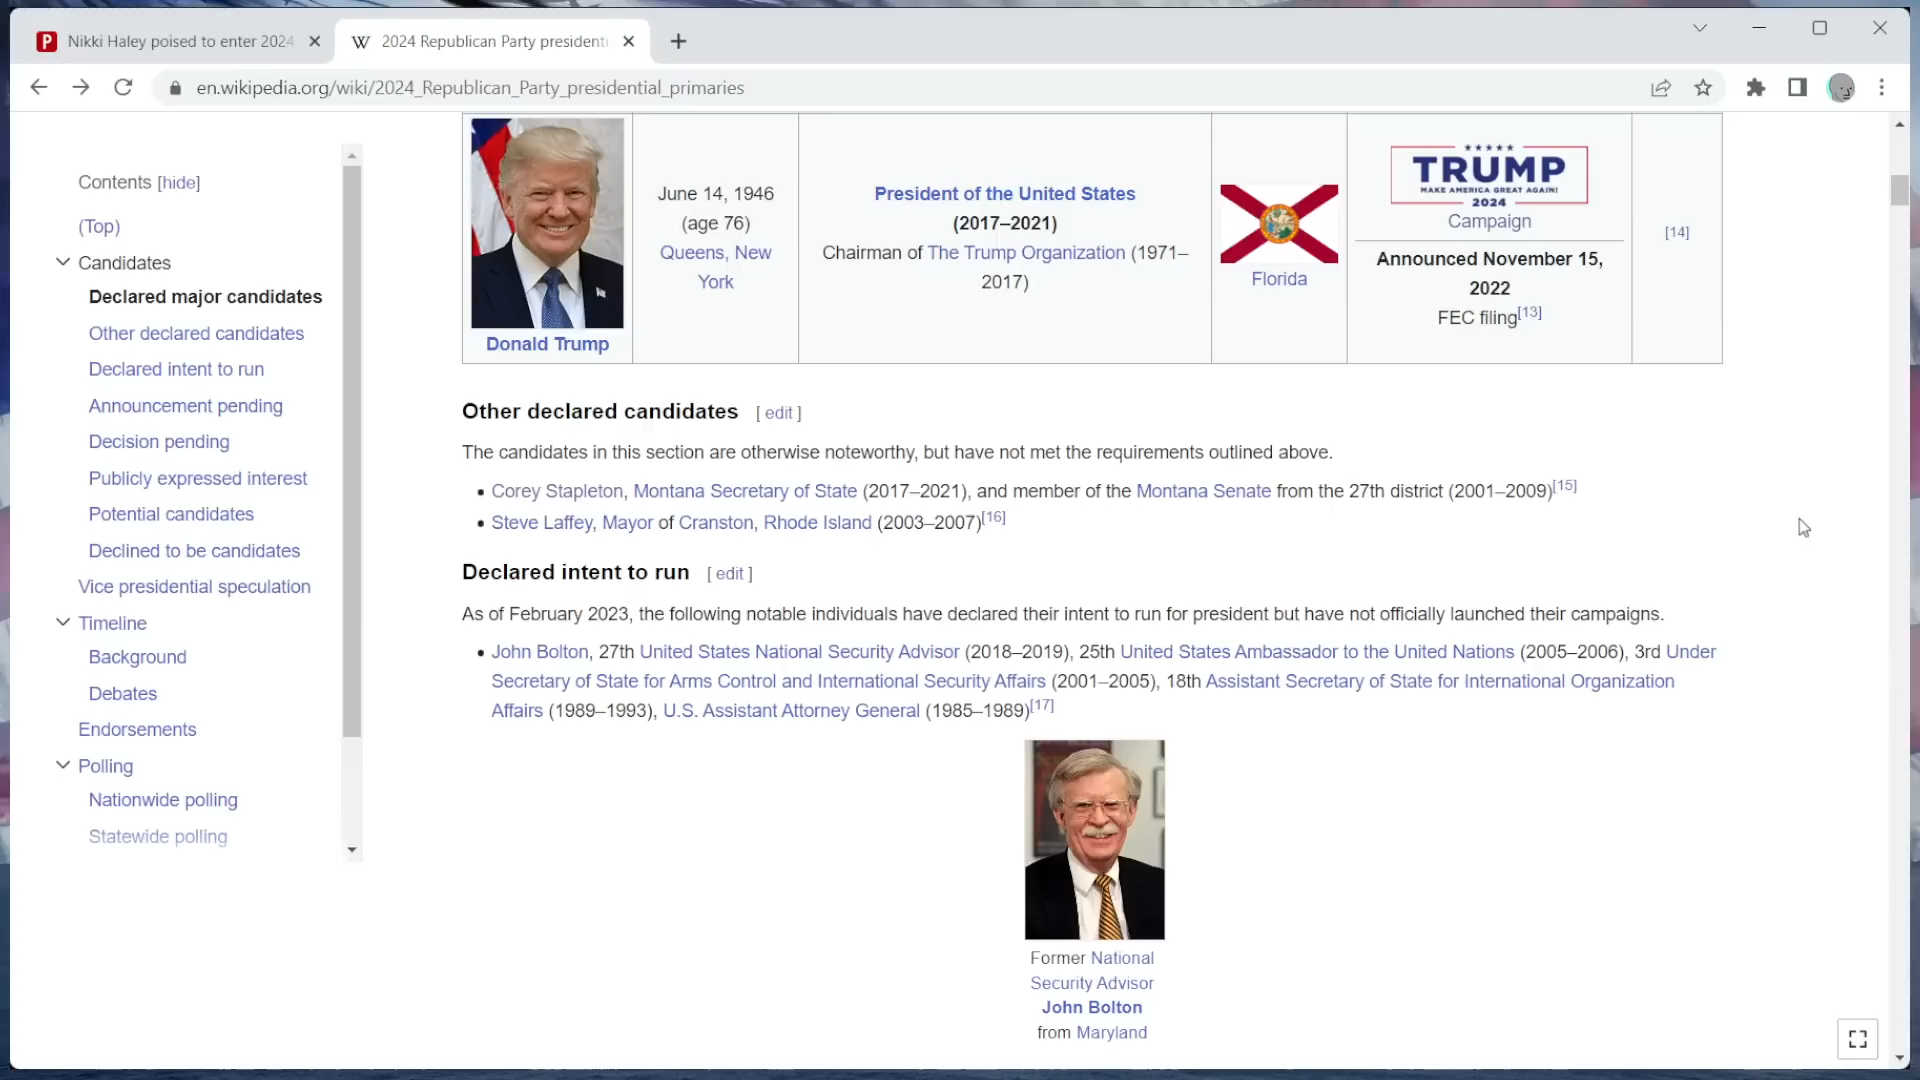 Nikki Haley poised to enter 2024
2024 Republican Party presidenti
en.wikipedia.org/wiki/2024_Republican_Party_presidential_primaries
Contents [hide]
(Top)
Candidates
Declared major candidates
Other declared candidates
Declared intent to run
Announcement pending
Decision pending
Publicly expressed interest
Potential candidates
Declined to be candidates
Vice presidential speculation
Timeline
Background
Debates
Endorsements
Polling
Nationwide polling
Statewide polling
Donald Trump
June 14, 1946
(age 76)
Queens, New
York
President of the United States
(2017–2021)
Chairman of The Trump Organization (1971–
2017)
Florida
TRUMP
MAKE AMERICA GREAT AGAIN!
2024
Campaign
Announced November 15,
2022
FEC filing[13]
[14]
Other declared candidates [ edit ]
The candidates in this section are otherwise noteworthy, but have not met the requirements outlined above.
• Corey Stapleton, Montana Secretary of State (2017–2021), and member of the Montana Senate from the 27th district (2001–2009)[15]
• Steve Laffey, Mayor of Cranston, Rhode Island (2003–2007)[16]
Declared intent to run [ edit ]
As of February 2023, the following notable individuals have declared their intent to run for president but have not officially launched their campaigns.
• John Bolton, 27th United States National Security Advisor (2018–2019), 25th United States Ambassador to the United Nations (2005–2006), 3rd Under
Secretary of State for Arms Control and International Security Affairs (2001–2005), 18th Assistant Secretary of State for International Organization
Affairs (1989–1993), U.S. Assistant Attorney General (1985–1989)[17]
Former National
Security Advisor
John Bolton
from Maryland